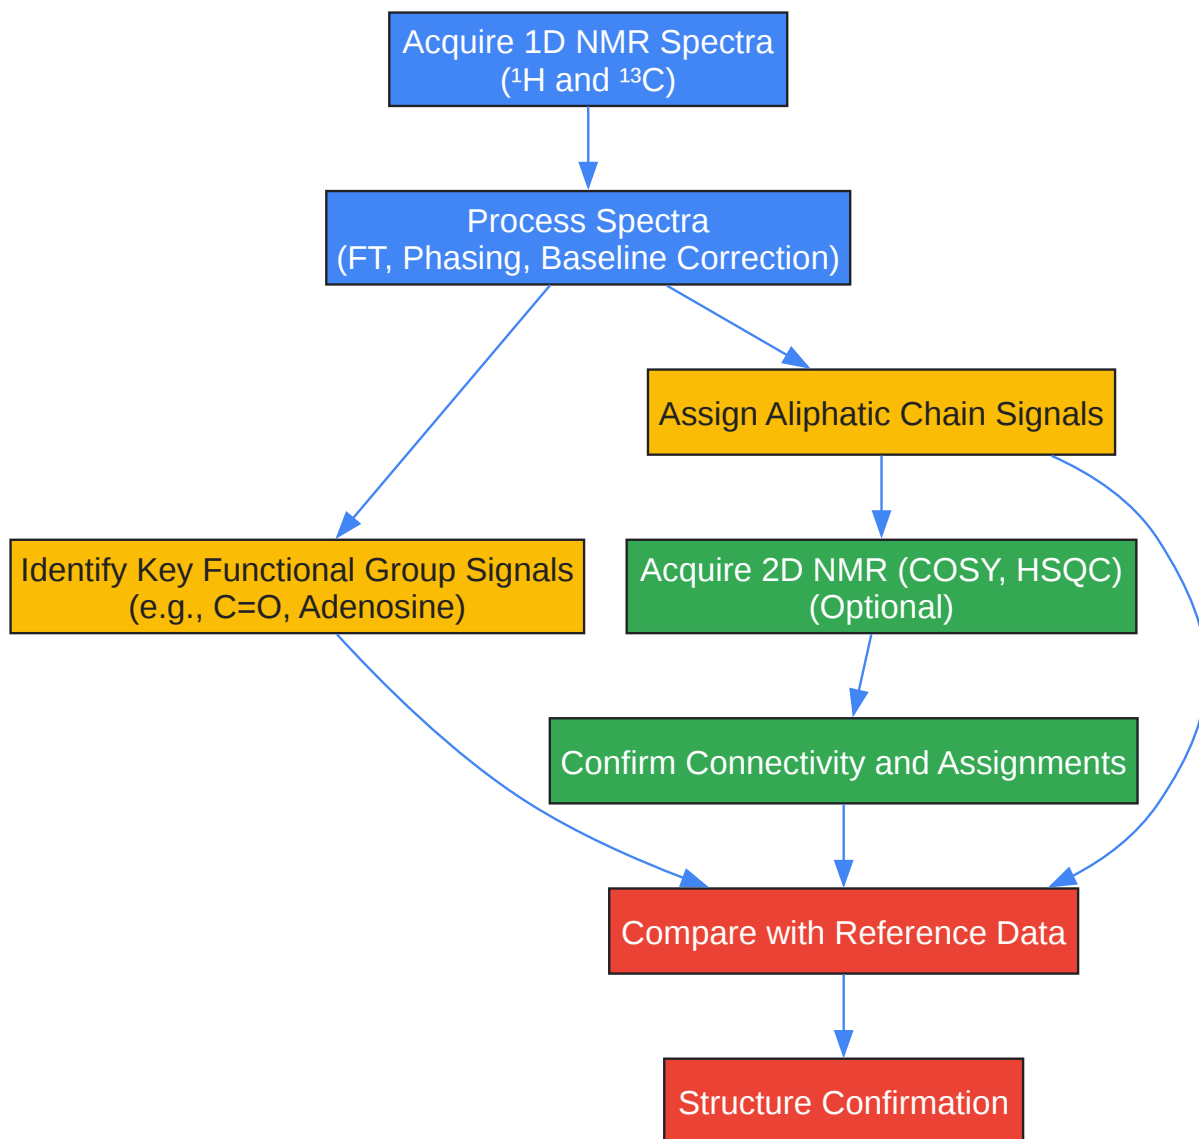 Acquire 1D NMR Spectra
(¹H and ¹³C)
Process Spectra
(FT, Phasing, Baseline Correction)
Assign Aliphatic Chain Signals
Identify Key Functional Group Signals
(e.g., C=O, Adenosine)
Acquire 2D NMR (COSY, HSQC)
(Optional)
Confirm Connectivity and Assignments
Compare with Reference Data
Structure Confirmation